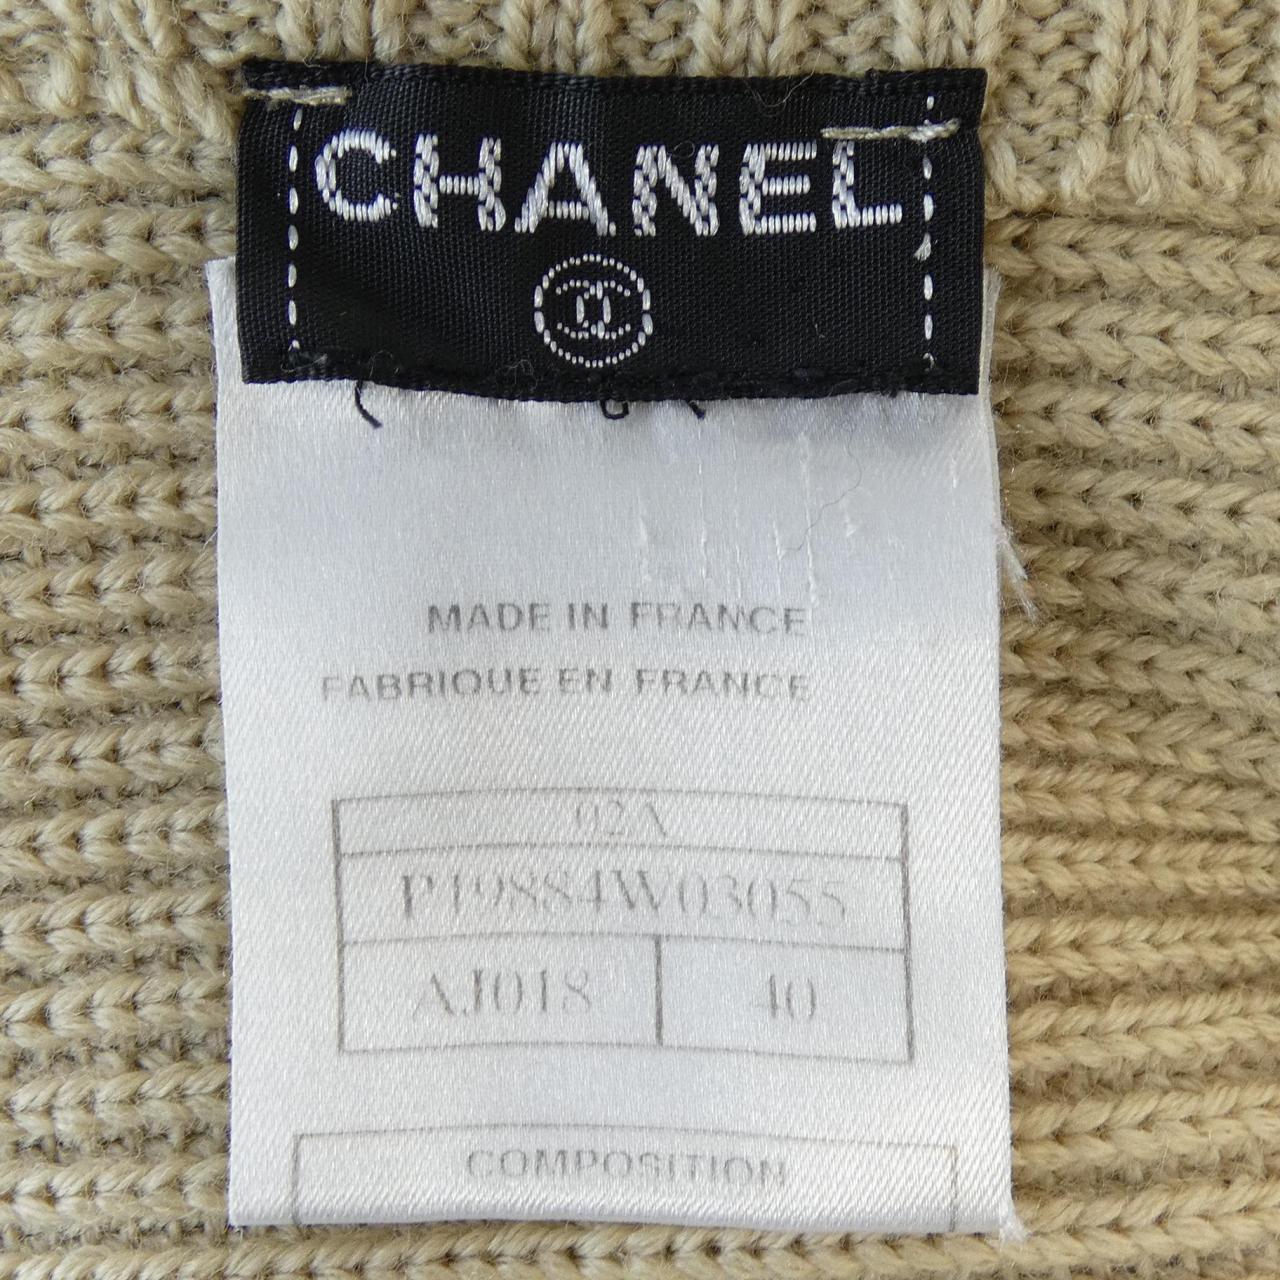 CHANEL
MADE IN FRANCE
FABRIQUE EN FRANCE
02A
P19884W03055
AJ018 40
COMPOSITION